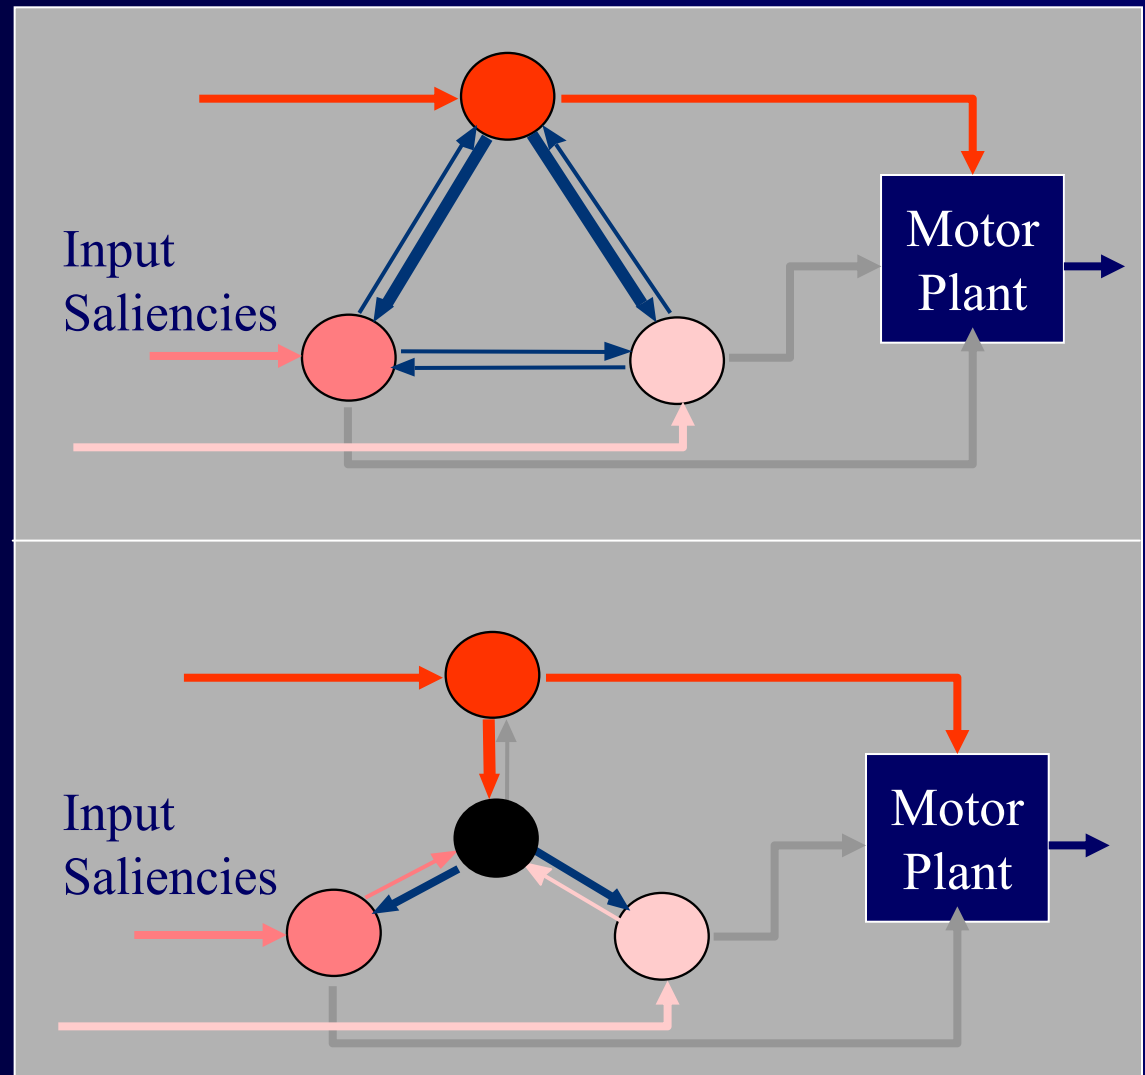 Input
Saliencies
Motor
Plant
Input
Saliencies
Motor
Plant